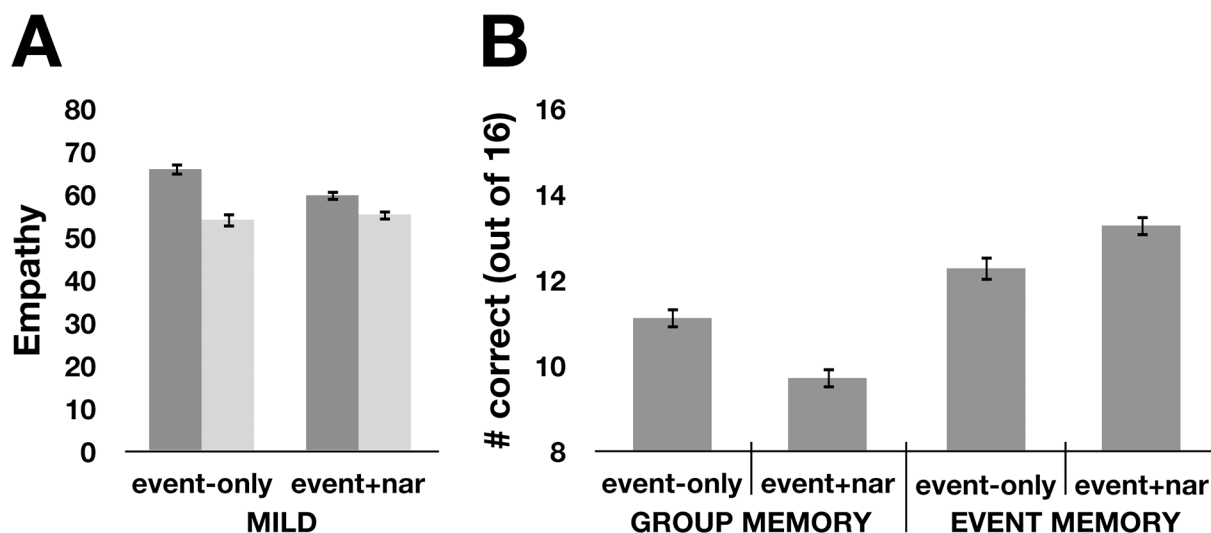 A
B
Empathy
80
70
60
50
40
30
20
10
0
event-only event+nar
MILD
# correct (out of 16)
16
14
12
10
8
event-only event+nar event-only event+nar
GROUP MEMORY EVENT MEMORY